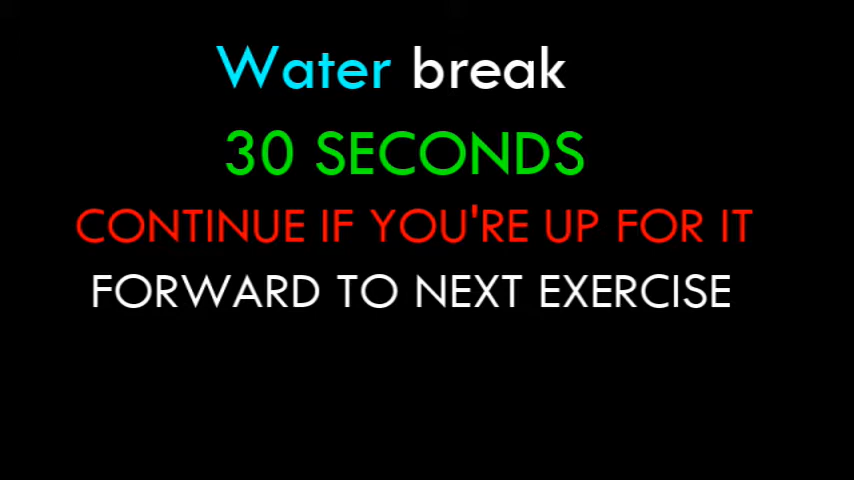 Water break
30 SECONDS
CONTINUE IF YOU'RE UP FOR IT
FORWARD TO NEXT EXERCISE